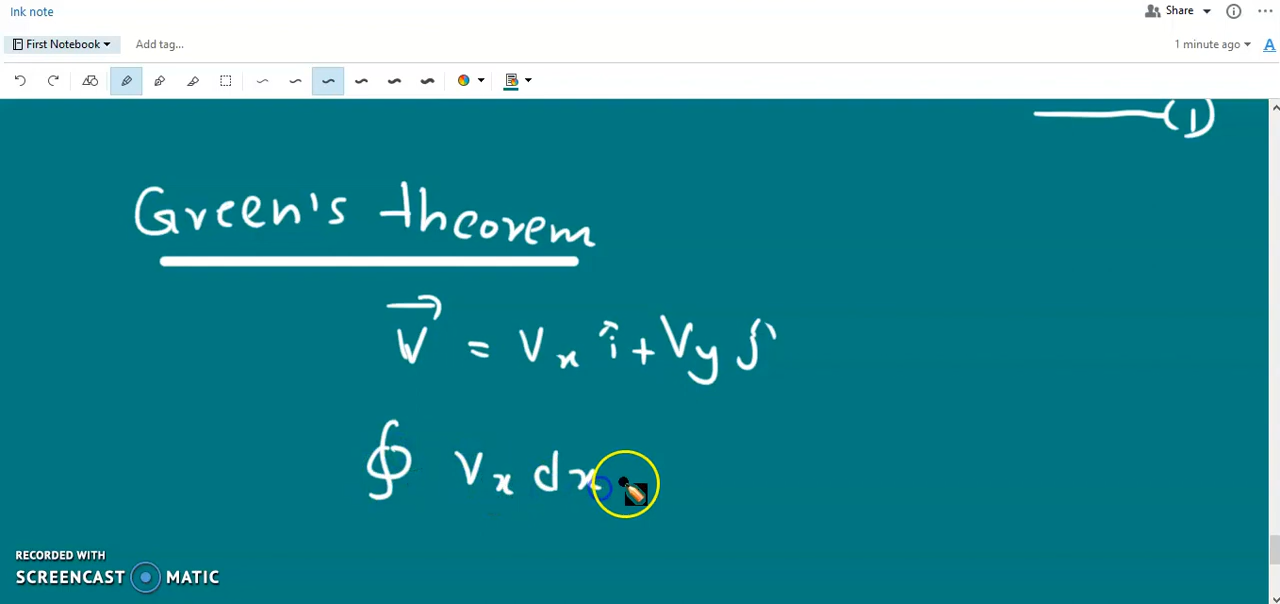 Ink note
Share
First Notebook
Add tag...
1 minute ago
A
(1)
Green's theorem
V⃗ = Vx î + Vy ĵ
∮ Vx dx
RECORDED WITH
SCREENCAST MATIC